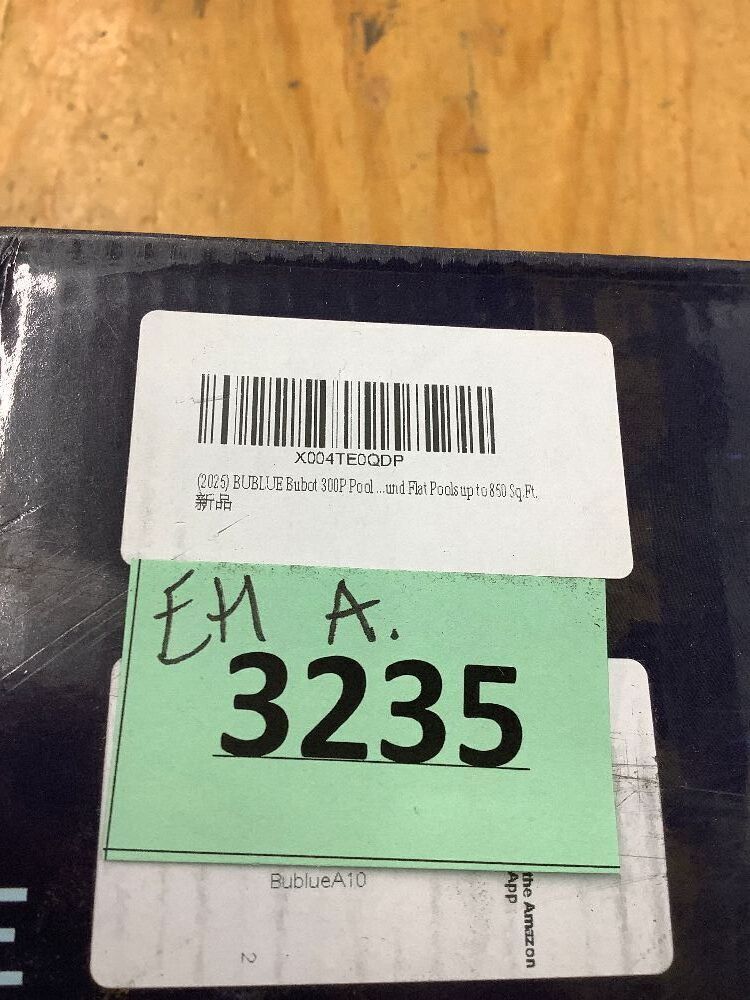 X004TE0QDP
(2025) BUBLUE Bubot 300P Pool ...und Flat Pools up to 850 Sq.Ft.
新品
EH A.
3235
BublueA10
the Amazon
App
2
E